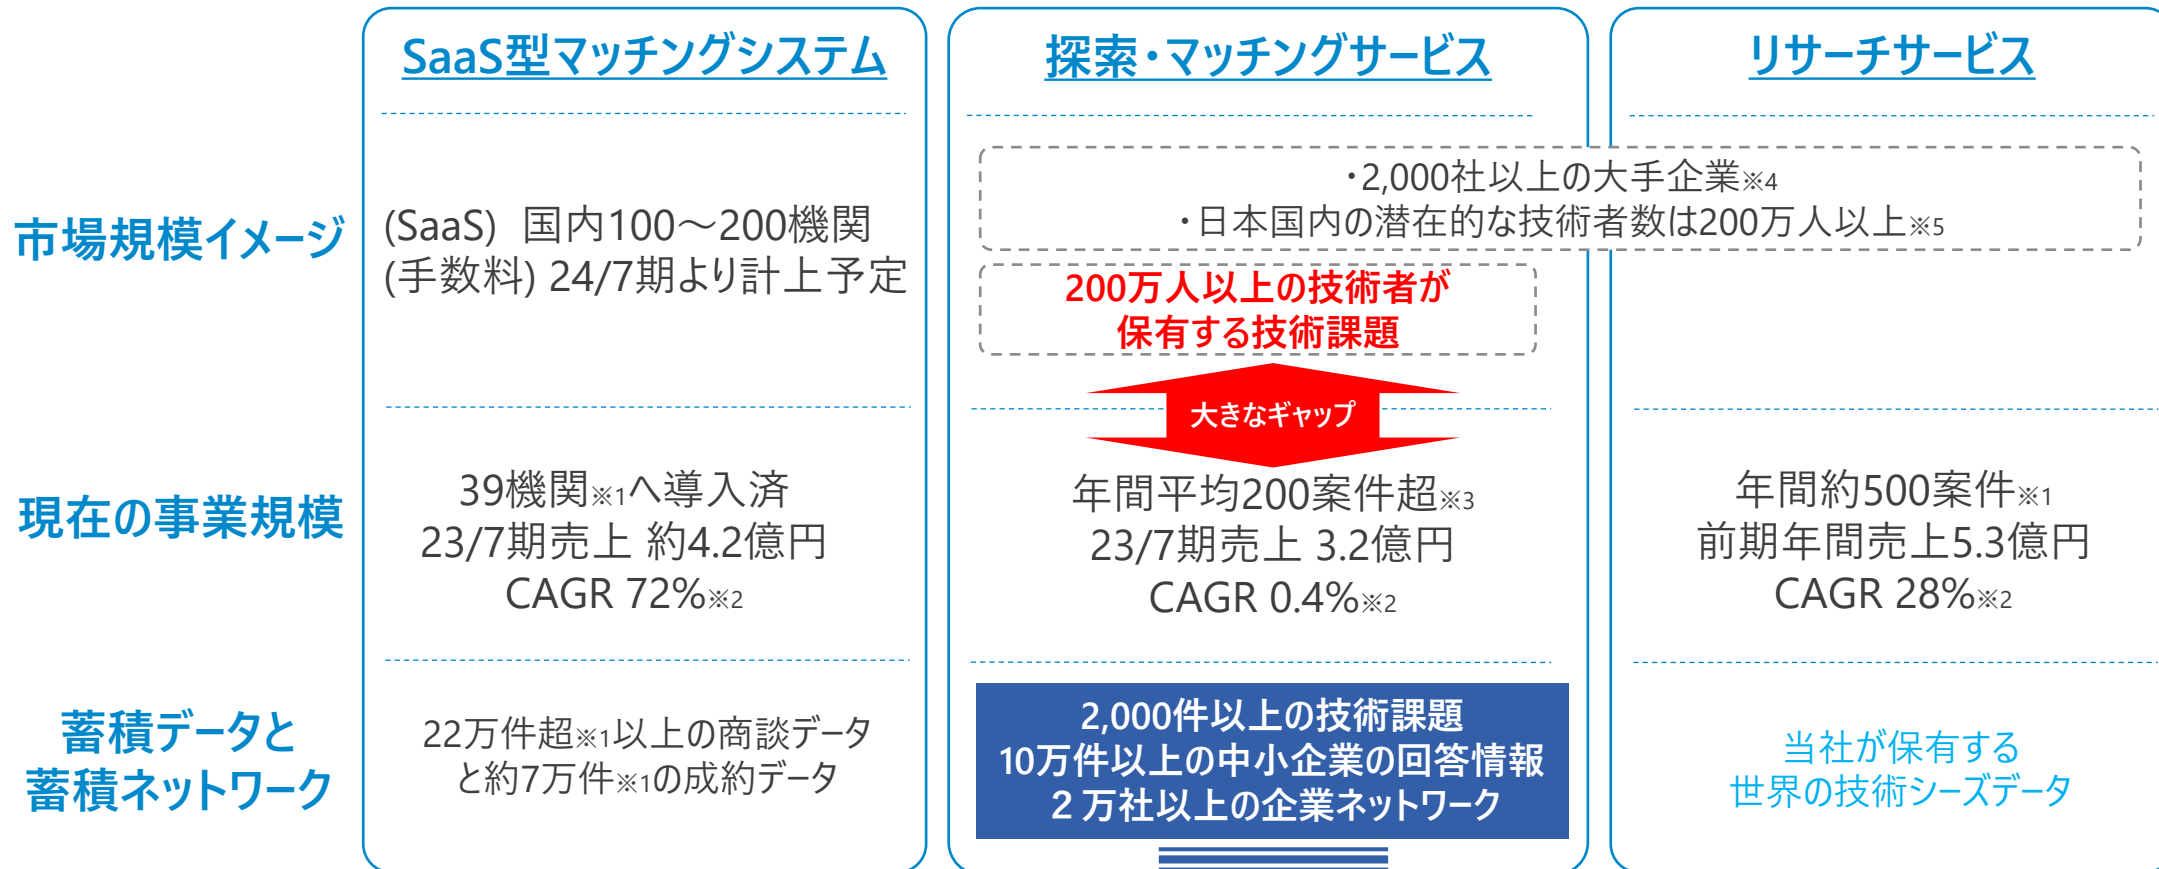 SaaS型マッチングシステム
探索・マッチングサービス
リサーチサービス
市場規模イメージ
(SaaS) 国内100～200機関
(手数料) 24/7期より計上予定
・2,000社以上の大手企業※4
・日本国内の潜在的な技術者数は200万人以上※5
200万人以上の技術者が
保有する技術課題
大きなギャップ
現在の事業規模
39機関※1へ導入済
23/7期売上 約4.2億円
CAGR 72%※2
年間平均200案件超※3
23/7期売上 3.2億円
CAGR 0.4%※2
年間約500案件※1
前期年間売上5.3億円
CAGR 28%※2
蓄積データと
蓄積ネットワーク
22万件超※1以上の商談データ
と約7万件※1の成約データ
2,000件以上の技術課題
10万件以上の中小企業の回答情報
２万社以上の企業ネットワーク
当社が保有する
世界の技術シーズデータ